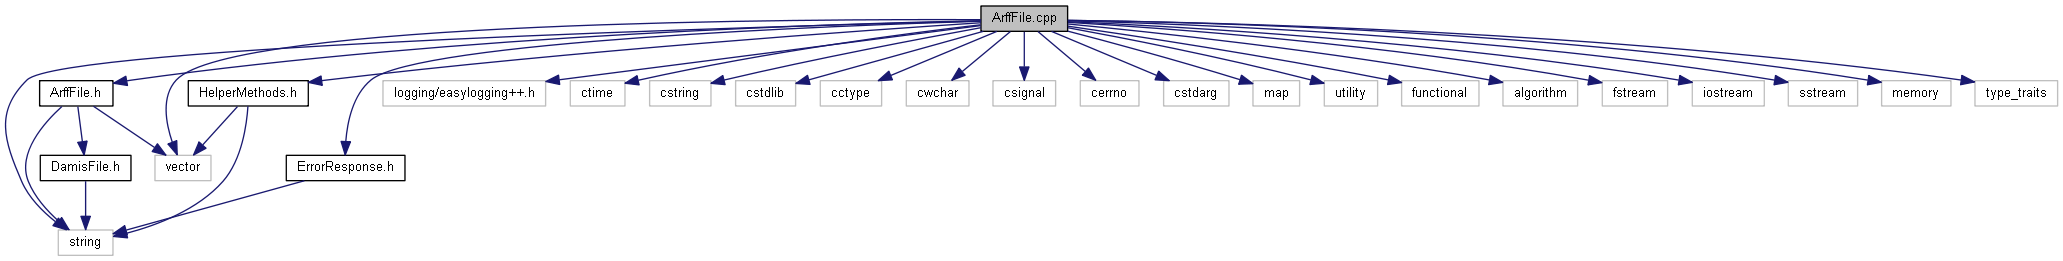 ArffFile.cpp
ArffFile.h
HelperMethods.h
logging/easylogging++.h
ctime
cstring
cstdlib
cctype
cwchar
csignal
cerrno
cstdarg
map
utility
functional
algorithm
fstream
iostream
sstream
memory
type_traits
DamisFile.h
vector
ErrorResponse.h
string